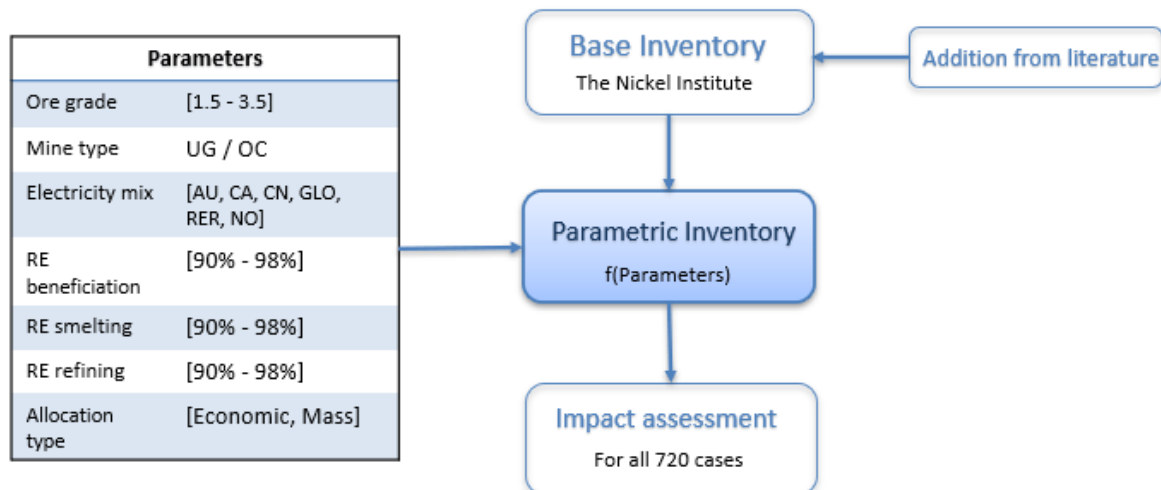 Parameters
Ore grade [1.5 - 3.5]
Mine type UG / OC
Electricity mix [AU, CA, CN, GLO,
RER, NO]
RE [90% - 98%]
beneficiation
RE smelting [90% - 98%]
RE refining [90% - 98%]
Allocation [Economic, Mass]
type
Base Inventory
The Nickel Institute
Addition from literature
Parametric Inventory
f(Parameters)
Impact assessment
For all 720 cases